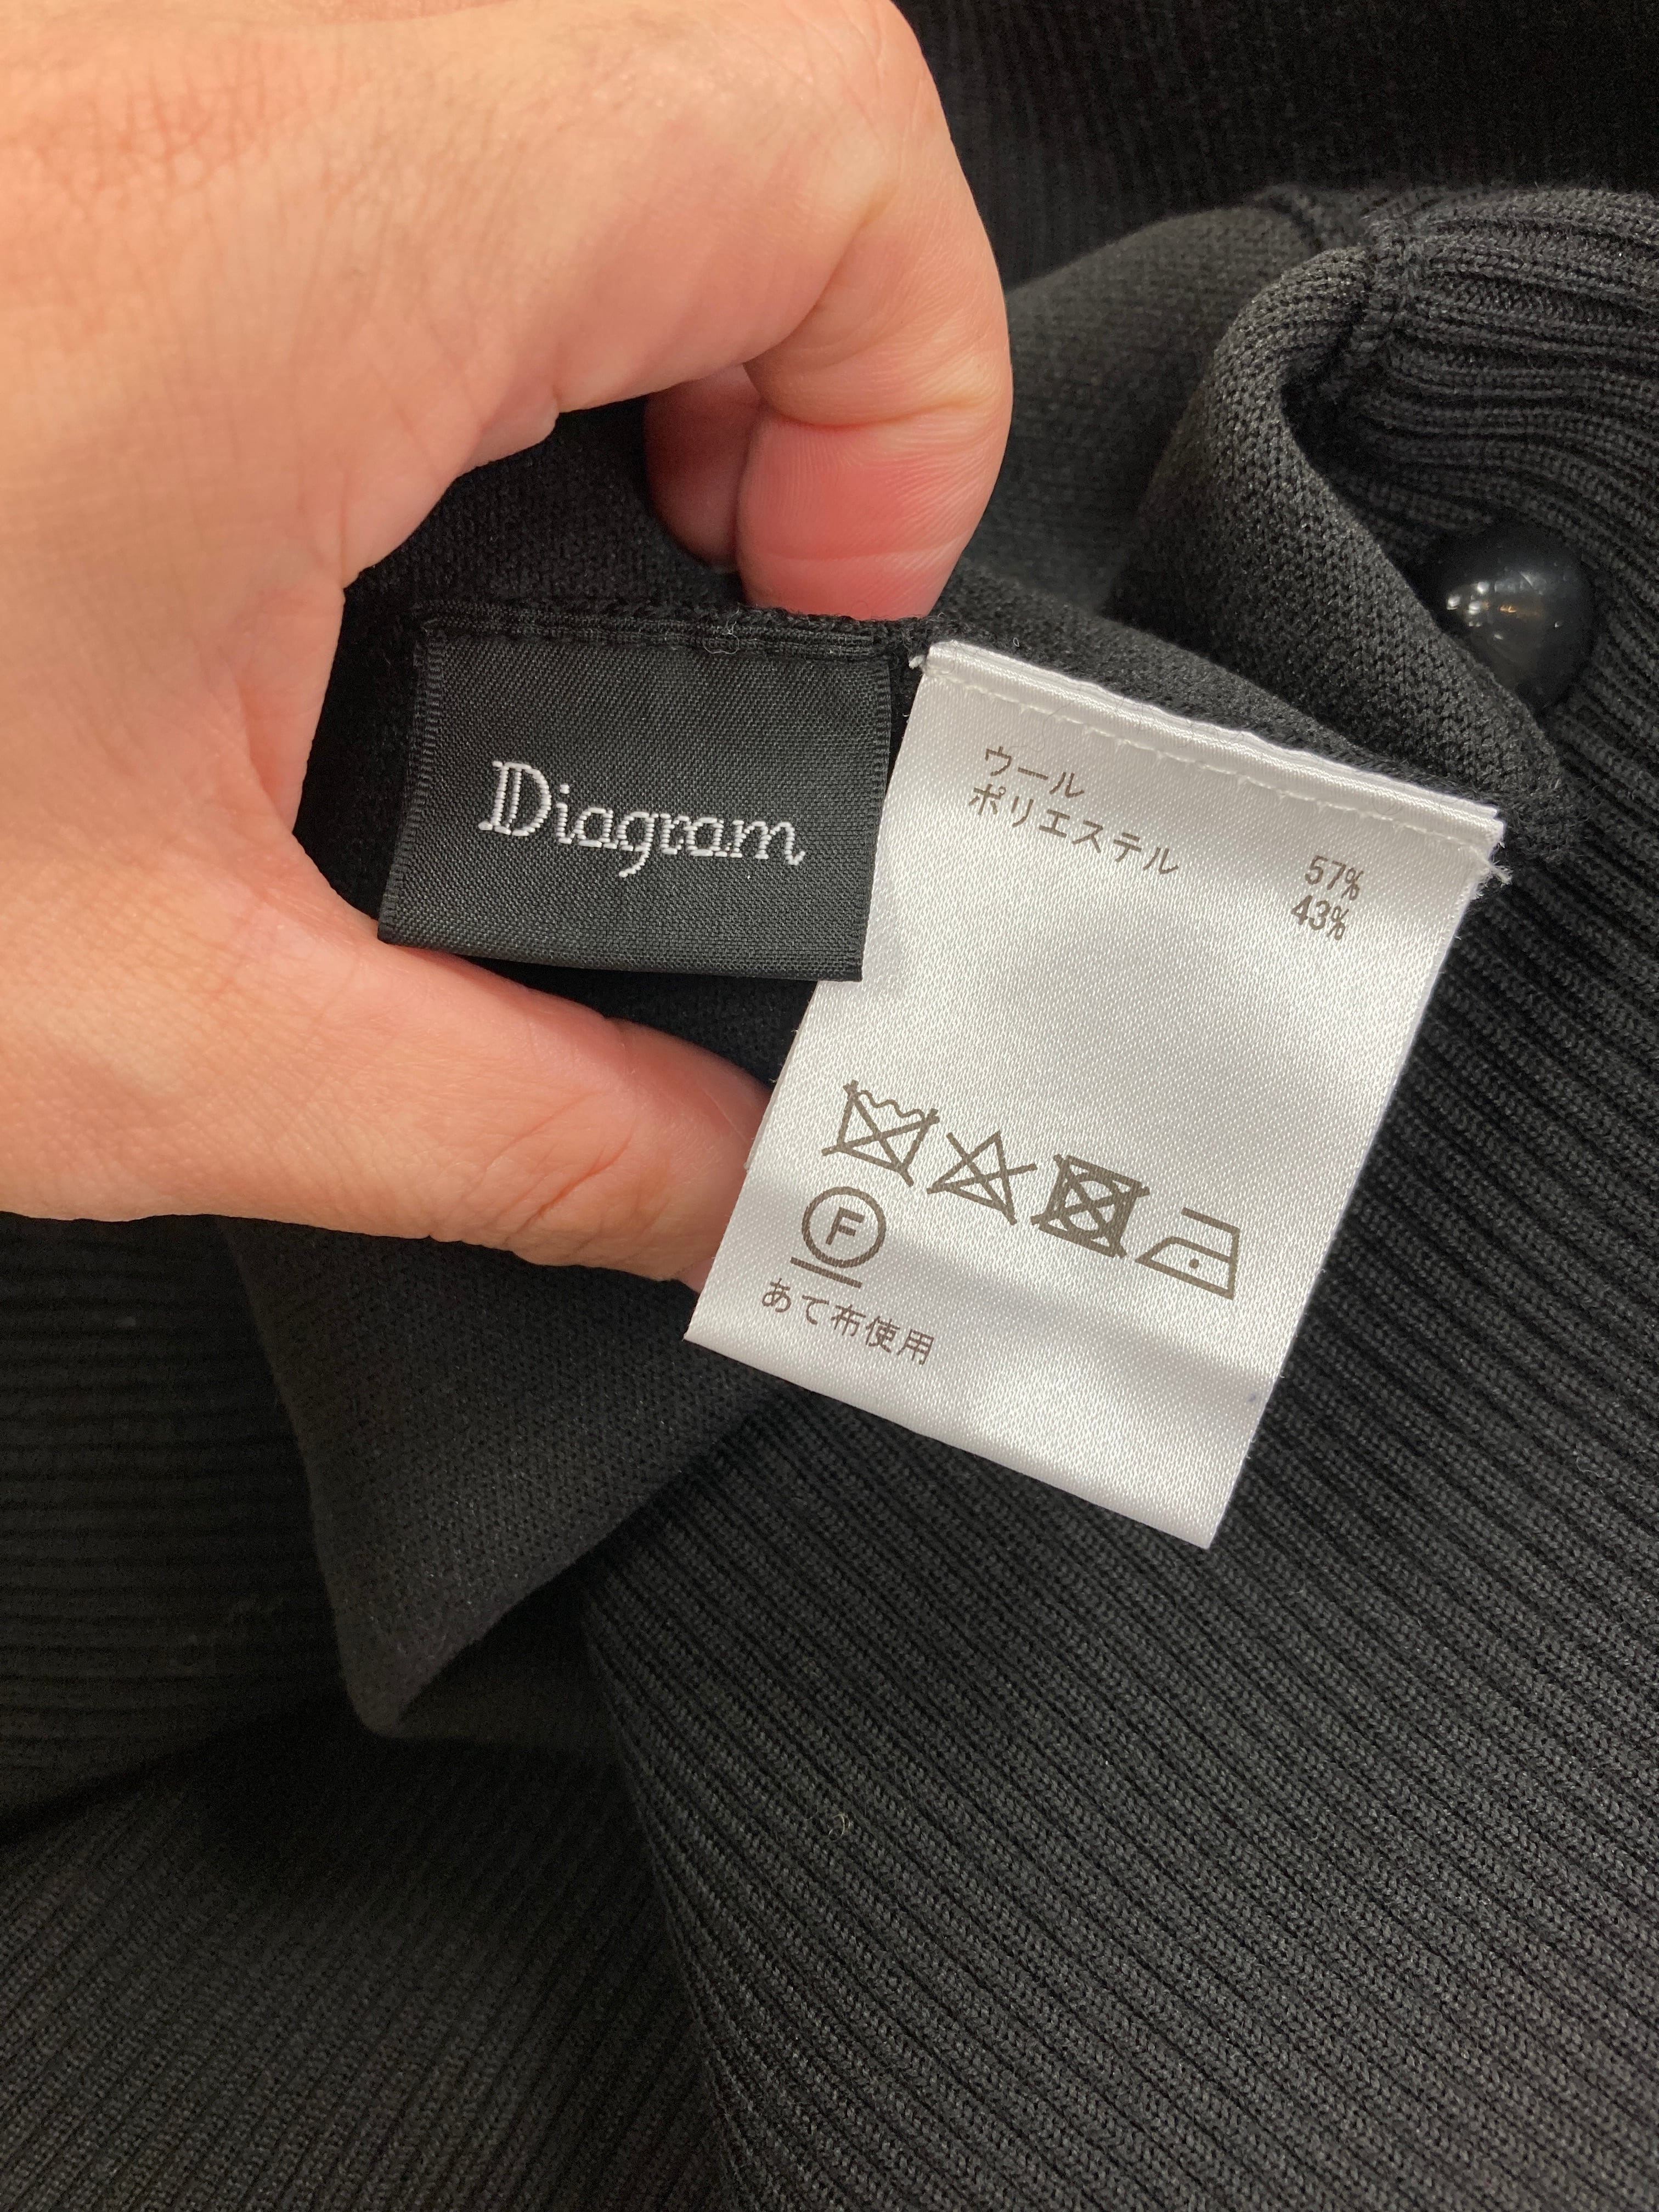 Diagram
ウール 57%
ポリエステル 43%
F
あて布使用